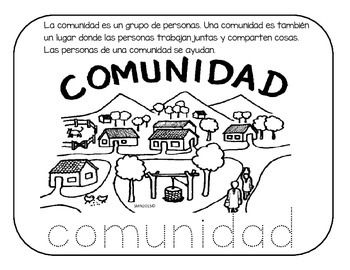 La comunidad es un grupo de personas. Una comunidad es también
un lugar donde las personas trabajan juntas y comparten cosas.
Las personas de una comunidad se ayudan.
COMUNIDAD
comunidad